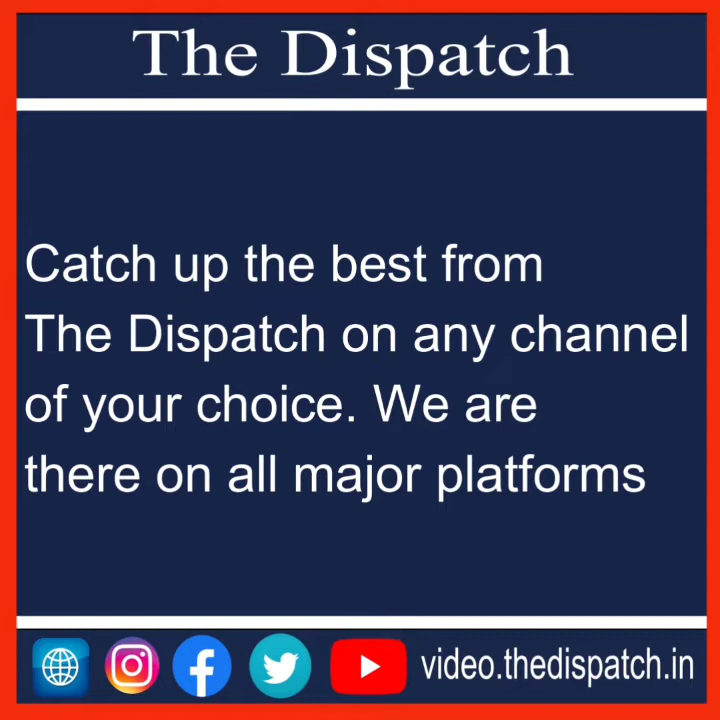 The Dispatch
Catch up the best from
The Dispatch on any channel
of your choice. We are
there on all major platforms
video.thedispatch.in